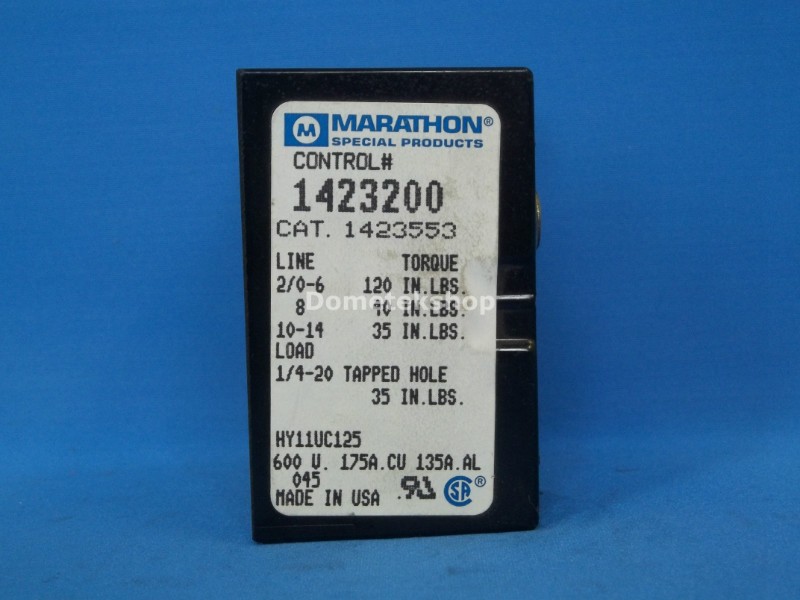 M MARATHON®
SPECIAL PRODUCTS
CONTROL#
1423200
CAT. 1423553
LINE TORQUE
2/0-6 120 IN.LBS.
Dometekshop
8 IN.LBS.
10-14 35 IN.LBS.
LOAD
1/4-20 TAPPED HOLE
35 IN.LBS.
HY11UC125
600 V. 175A.CU 135A.AL
045
MADE IN USA